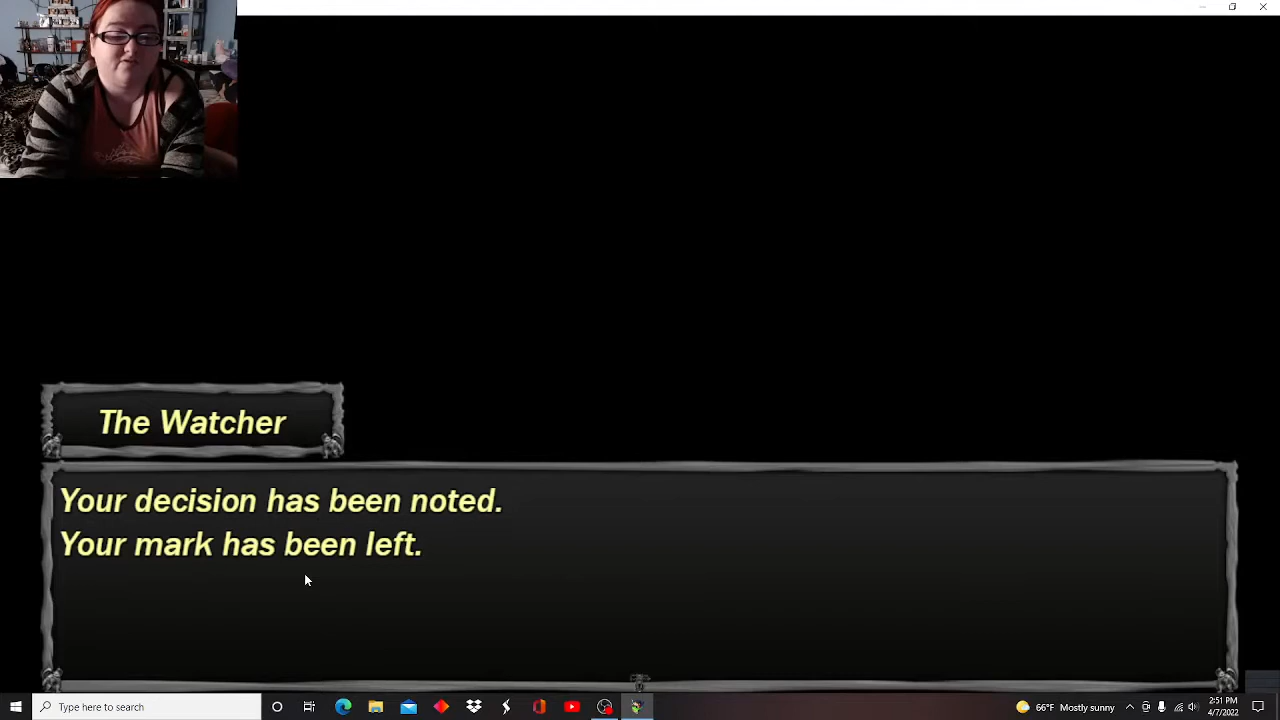 The Watcher
Your decision has been noted.
Your mark has been left.
Type here to search
66°F Mostly sunny
2:51 PM
4/7/2022